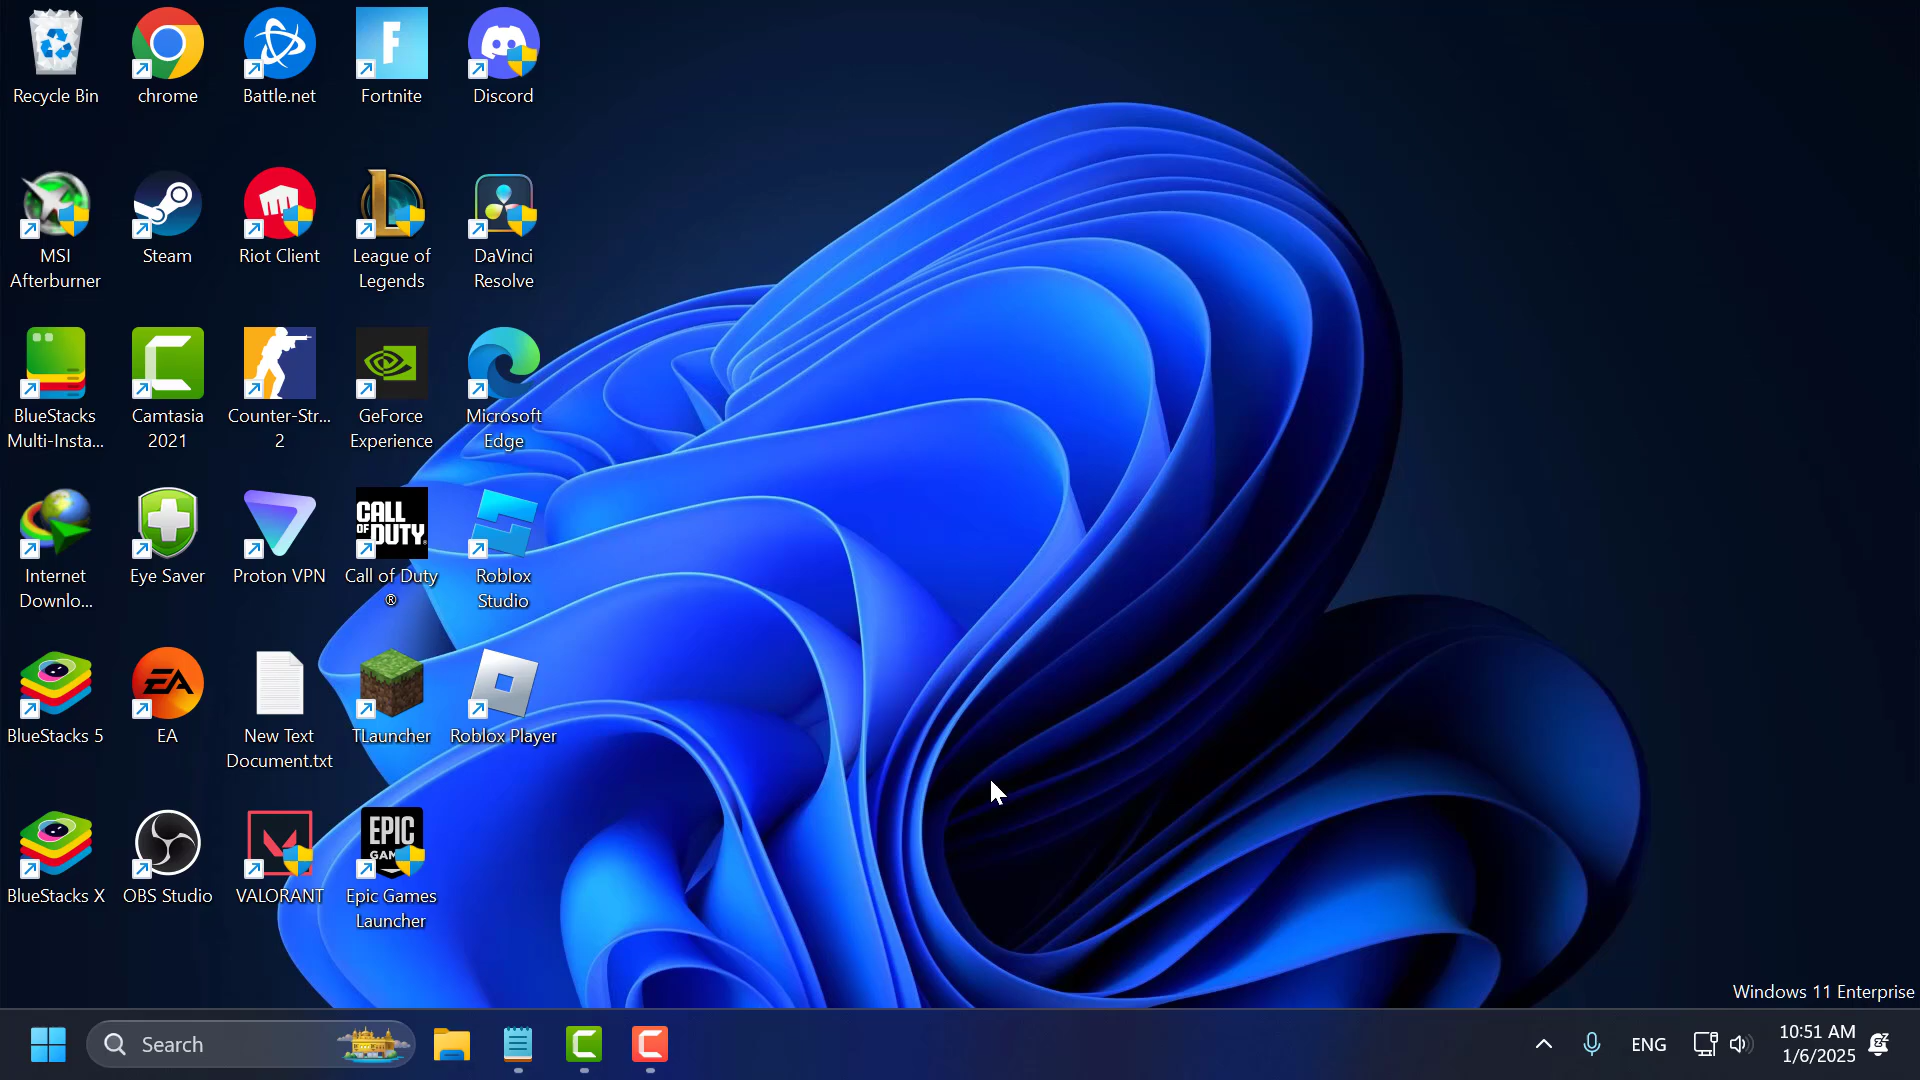 Recycle Bin
chrome
Battle.net
F
Fortnite
Discord
MSI
Afterburner
Steam
Riot Client
L
League of
Legends
DaVinci
Resolve
BlueStacks
Multi-Insta...
C
Camtasia
2021
Counter-Str...
2
GeForce
Experience
Microsoft
Edge
Internet
Downlo...
Eye Saver
Proton VPN
CALL
OF DUTY
Call of Duty
®
Roblox
Studio
BlueStacks 5
EA
EA
New Text
Document.txt
TLauncher
Roblox Player
BlueStacks X
OBS Studio
VALORANT
EPIC
GAM
Epic Games
Launcher
Windows 11 Enterprise
Search
C
C
ENG
10:51 AM
1/6/2025